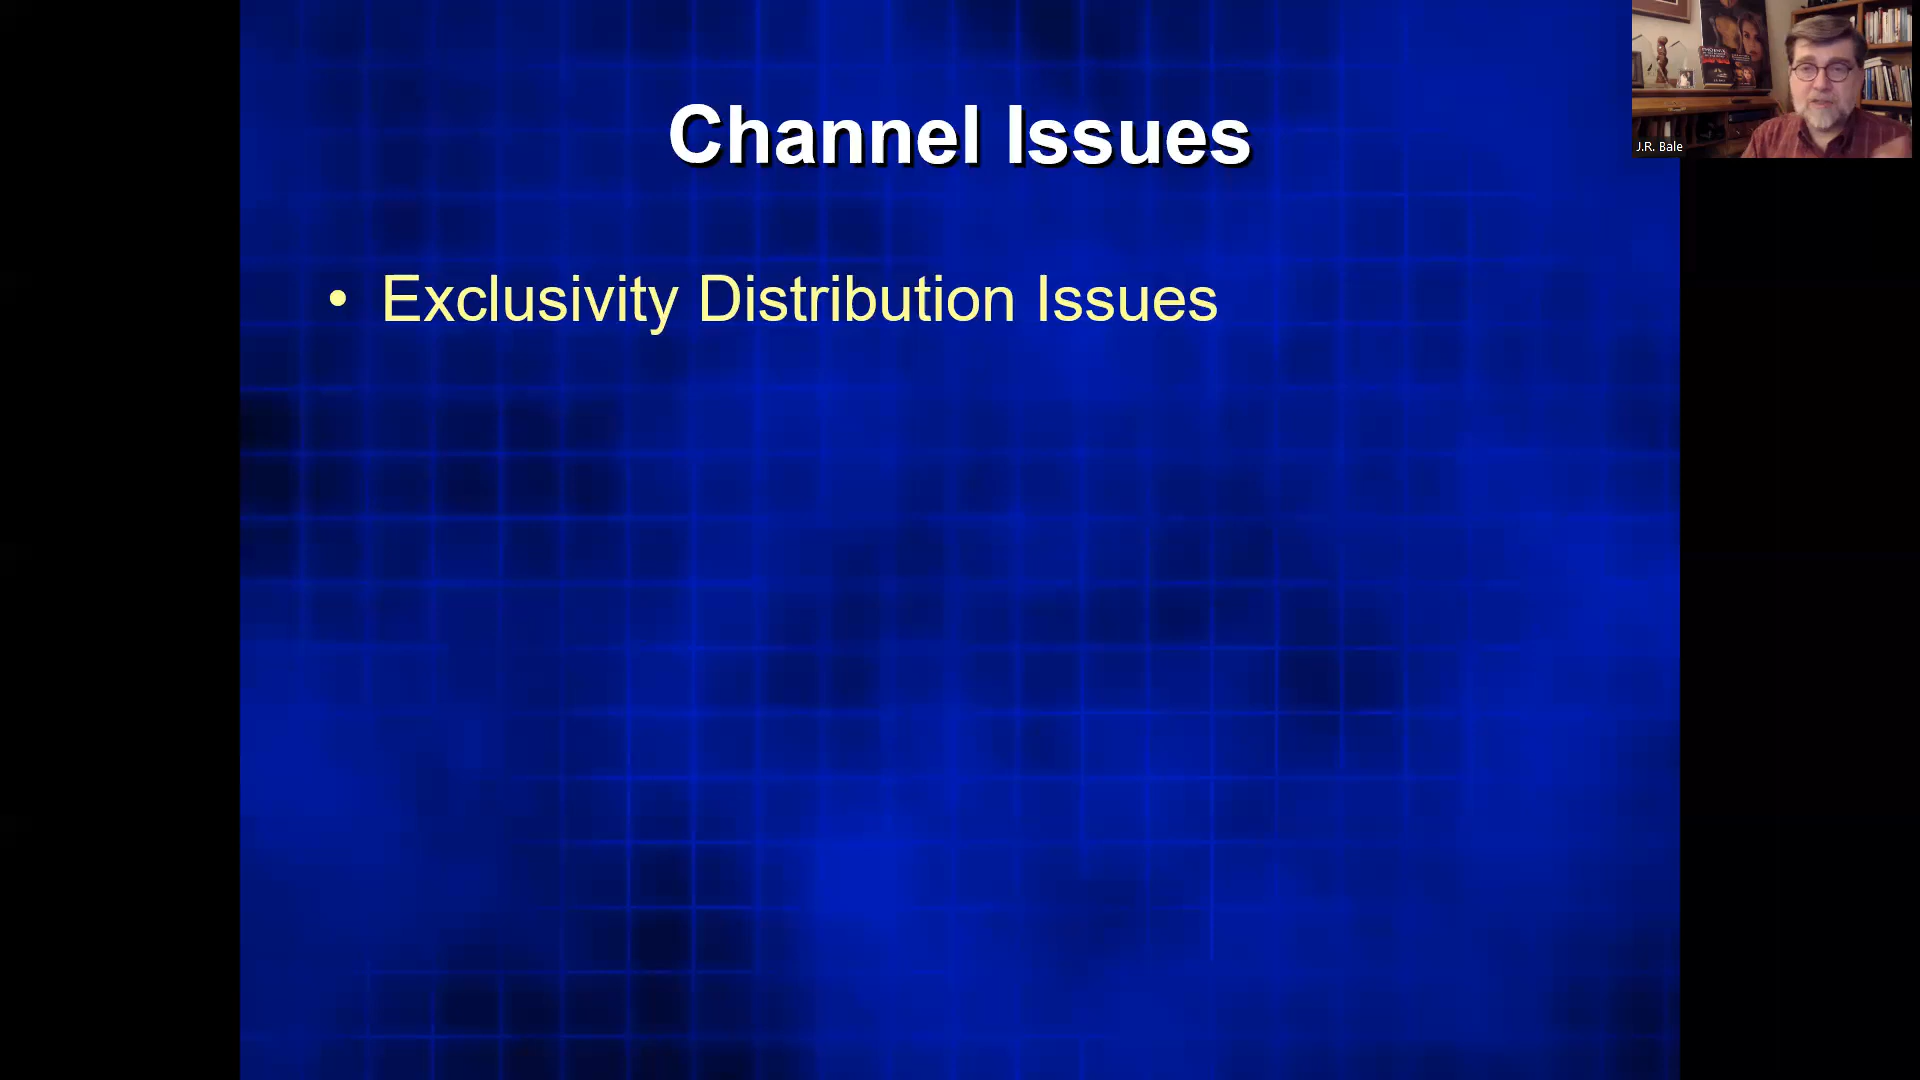 Channel Issues
• Exclusivity Distribution Issues
J.R. Bale